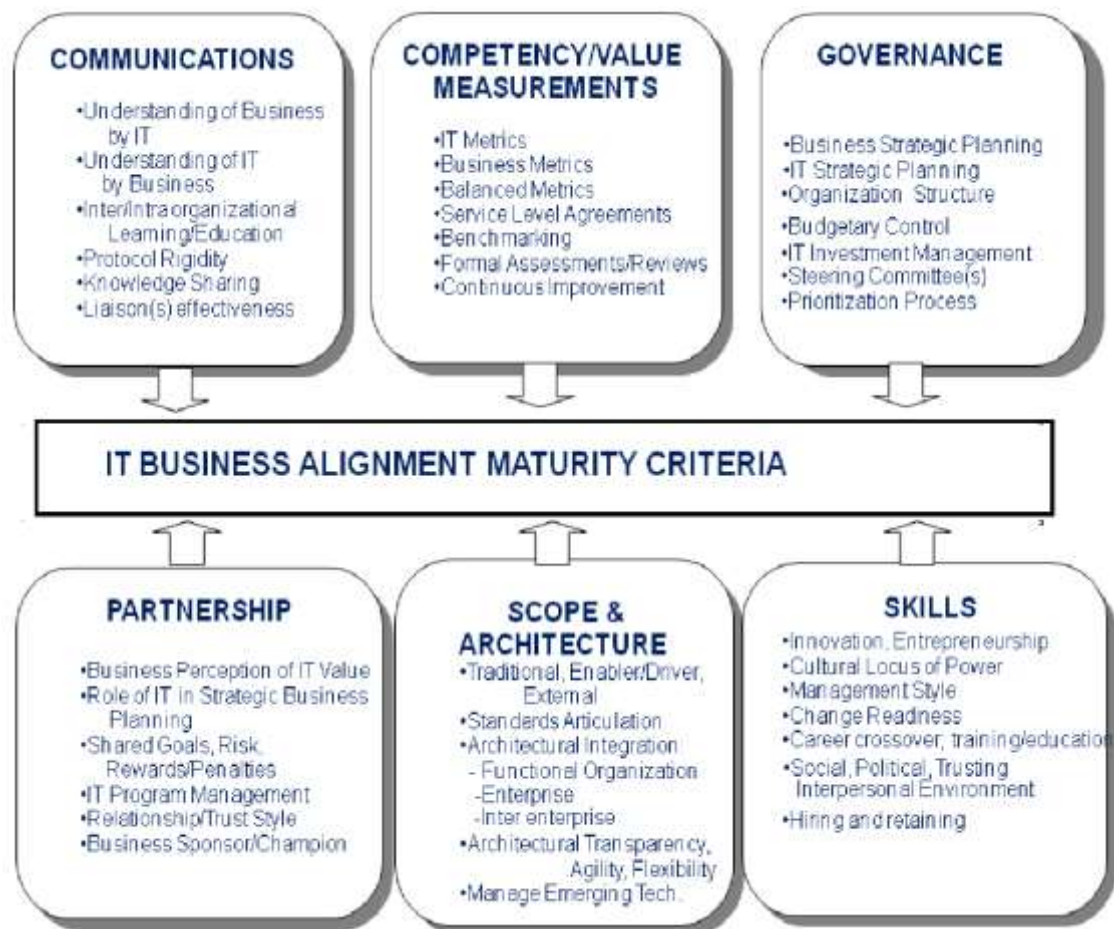 COMMUNICATIONS
•Understanding of Business
by IT
•Understanding of IT
by Business
•Inter/Intra organizational
Learning/Education
•Protocol Rigidity
•Knowledge Sharing
•Liaison(s) effectiveness
COMPETENCY/VALUE
MEASUREMENTS
•IT Metrics
•Business Metrics
•Balanced Metrics
•Service Level Agreements
•Benchmarking
•Formal Assessments/Reviews
•Continuous Improvement
GOVERNANCE
•Business Strategic Planning
•IT Strategic Planning
•Organization Structure
•Budgetary Control
•IT Investment Management
•Steering Committee(s)
•Prioritization Process
IT BUSINESS ALIGNMENT MATURITY CRITERIA
PARTNERSHIP
•Business Perception of IT Value
•Role of IT in Strategic Business
Planning
•Shared Goals, Risk,
Rewards/Penalties
•IT Program Management
•Relationship/Trust Style
•Business Sponsor/Champion
SCOPE &
ARCHITECTURE
•Traditional, Enabler/Driver,
External
•Standards Articulation
•Architectural Integration:
- Functional Organization
-Enterprise
-Inter enterprise
•Architectural Transparency,
Agility, Flexibility
•Manage Emerging Tech.
SKILLS
•Innovation, Entrepreneurship
•Cultural Locus of Power
•Management Style
•Change Readiness
•Career crossover, training/education
•Social, Political, Trusting
Interpersonal Environment
•Hiring and retaining